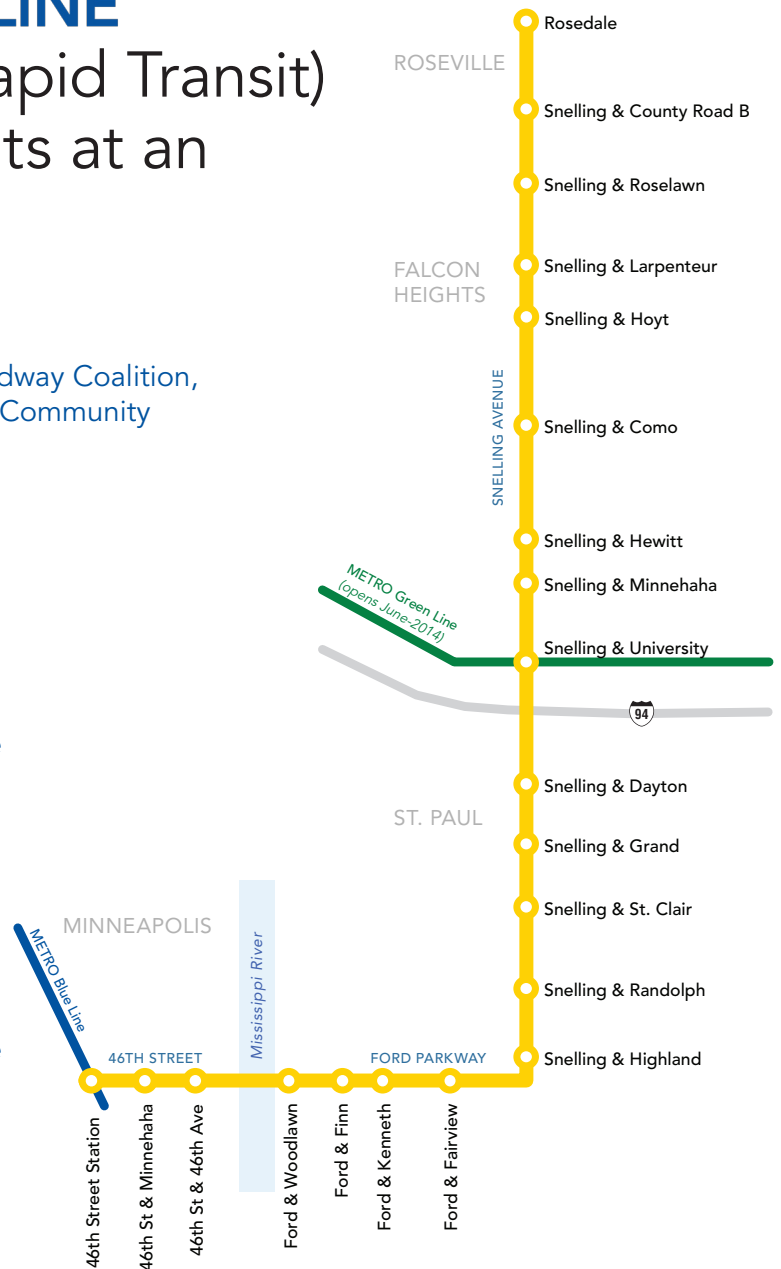 LINE
apid Transit)
ts at an
dway Coalition,
Community
Rosedale
ROSEVILLE
Snelling & County Road B
Snelling & Roselawn
Snelling & Larpenteur
FALCON
HEIGHTS
Snelling & Hoyt
SNELLING AVENUE
Snelling & Como
Snelling & Hewitt
Snelling & Minnehaha
METRO Green Line
(opens June-2014)
Snelling & University
94
Snelling & Dayton
ST. PAUL
Snelling & Grand
Snelling & St. Clair
MINNEAPOLIS
METRO Blue Line
Mississippi River
Snelling & Randolph
46TH STREET
FORD PARKWAY
Snelling & Highland
46th Street Station
46th St & Minnehaha
46th St & 46th Ave
Ford & Woodlawn
Ford & Finn
Ford & Kenneth
Ford & Fairview